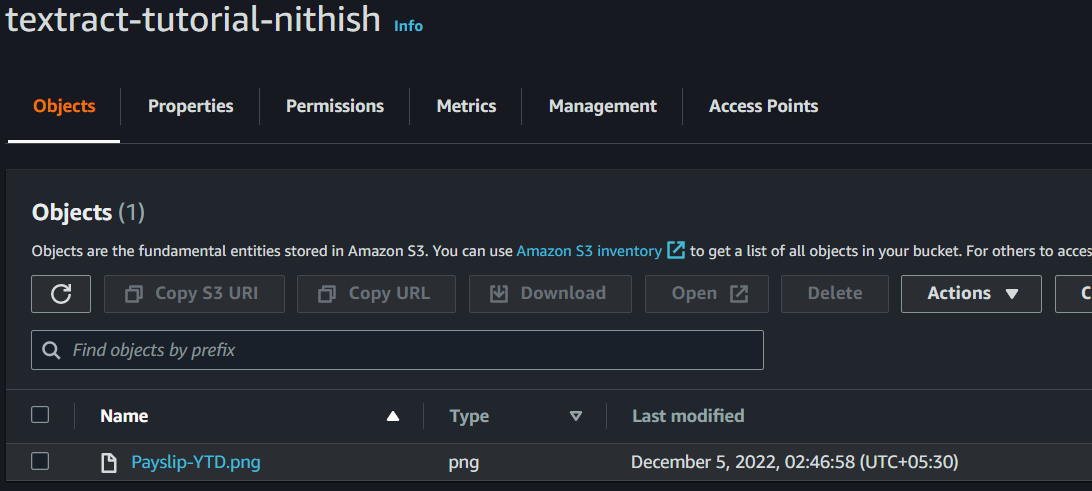 textract-tutorial-nithish Info
Objects Properties Permissions Metrics Management Access Points
Objects (1)
Objects are the fundamental entities stored in Amazon S3. You can use Amazon S3 inventory to get a list of all objects in your bucket. For others to acces
Copy S3 URI Copy URL Download Open Delete Actions C
Find objects by prefix
Name Type Last modified
Payslip-YTD.png png December 5, 2022, 02:46:58 (UTC+05:30)